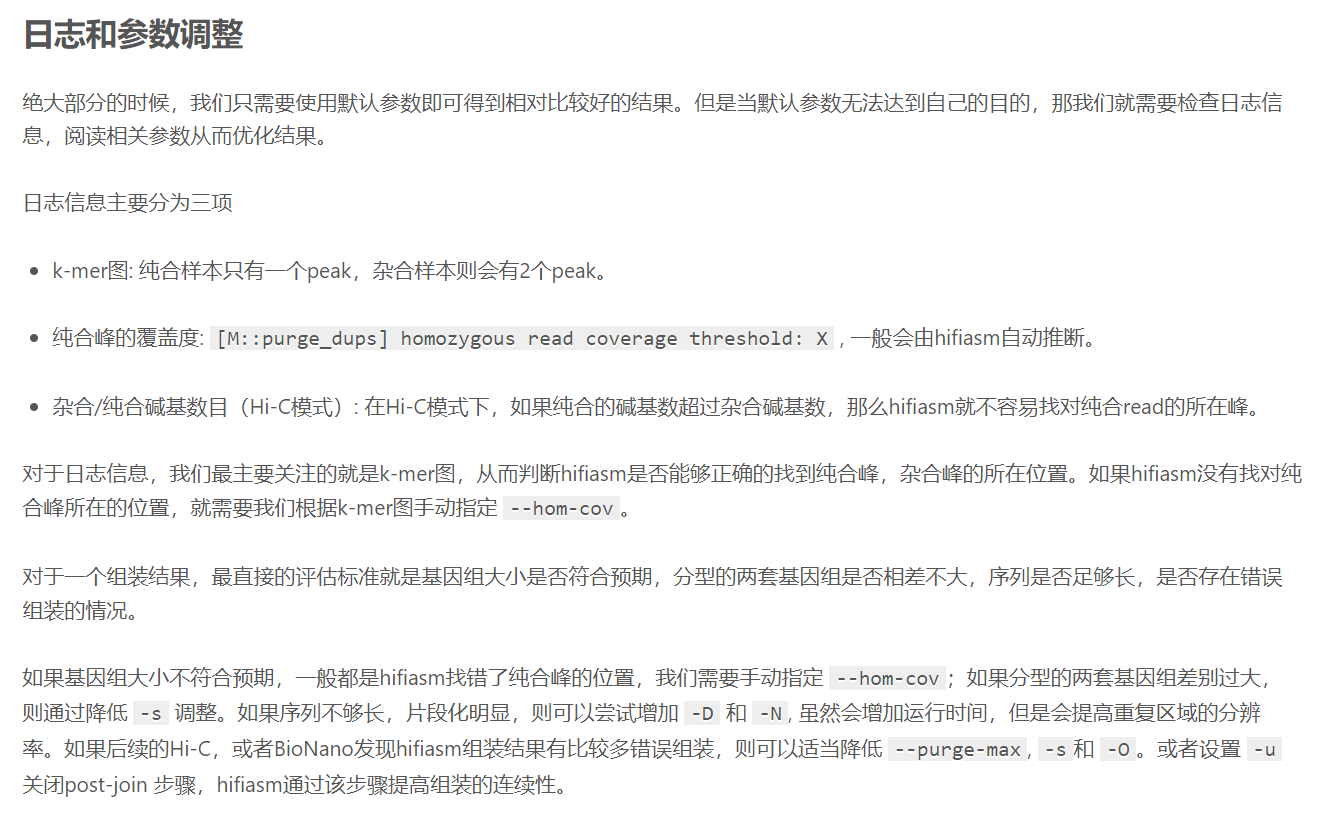 日志和参数调整
绝大部分的时候，我们只需要使用默认参数即可得到相对比较好的结果。但是当默认参数无法达到自己的目的，那我们就需要检查日志信
息，阅读相关参数从而优化结果。
日志信息主要分为三项
• k-mer图: 纯合样本只有一个peak，杂合样本则会有2个peak。
• 纯合峰的覆盖度: [M::purge_dups] homozygous read coverage threshold: X , 一般会由hifiasm自动推断。
• 杂合/纯合碱基数目（Hi-C模式）: 在Hi-C模式下，如果纯合的碱基数超过杂合碱基数，那么hifiasm就不容易找对纯合read的所在峰。
对于日志信息，我们最主要关注的就是k-mer图，从而判断hifiasm是否能够正确的找到纯合峰，杂合峰的所在位置。如果hifiasm没有找对纯
合峰所在的位置，就需要我们根据k-mer图手动指定 --hom-cov 。
对于一个组装结果，最直接的评估标准就是基因组大小是否符合预期，分型的两套基因组是否相差不大，序列是否足够长，是否存在错误
组装的情况。
如果基因组大小不符合预期，一般都是hifiasm找错了纯合峰的位置，我们需要手动指定 --hom-cov ；如果分型的两套基因组差别过大，
则通过降低 -s 调整。如果序列不够长，片段化明显，则可以尝试增加 -D 和 -N , 虽然会增加运行时间，但是会提高重复区域的分辨
率。如果后续的Hi-C，或者BioNano发现hifiasm组装结果有比较多错误组装，则可以适当降低 --purge-max , -s 和 -O 。或者设置 -u
关闭post-join 步骤，hifiasm通过该步骤提高组装的连续性。